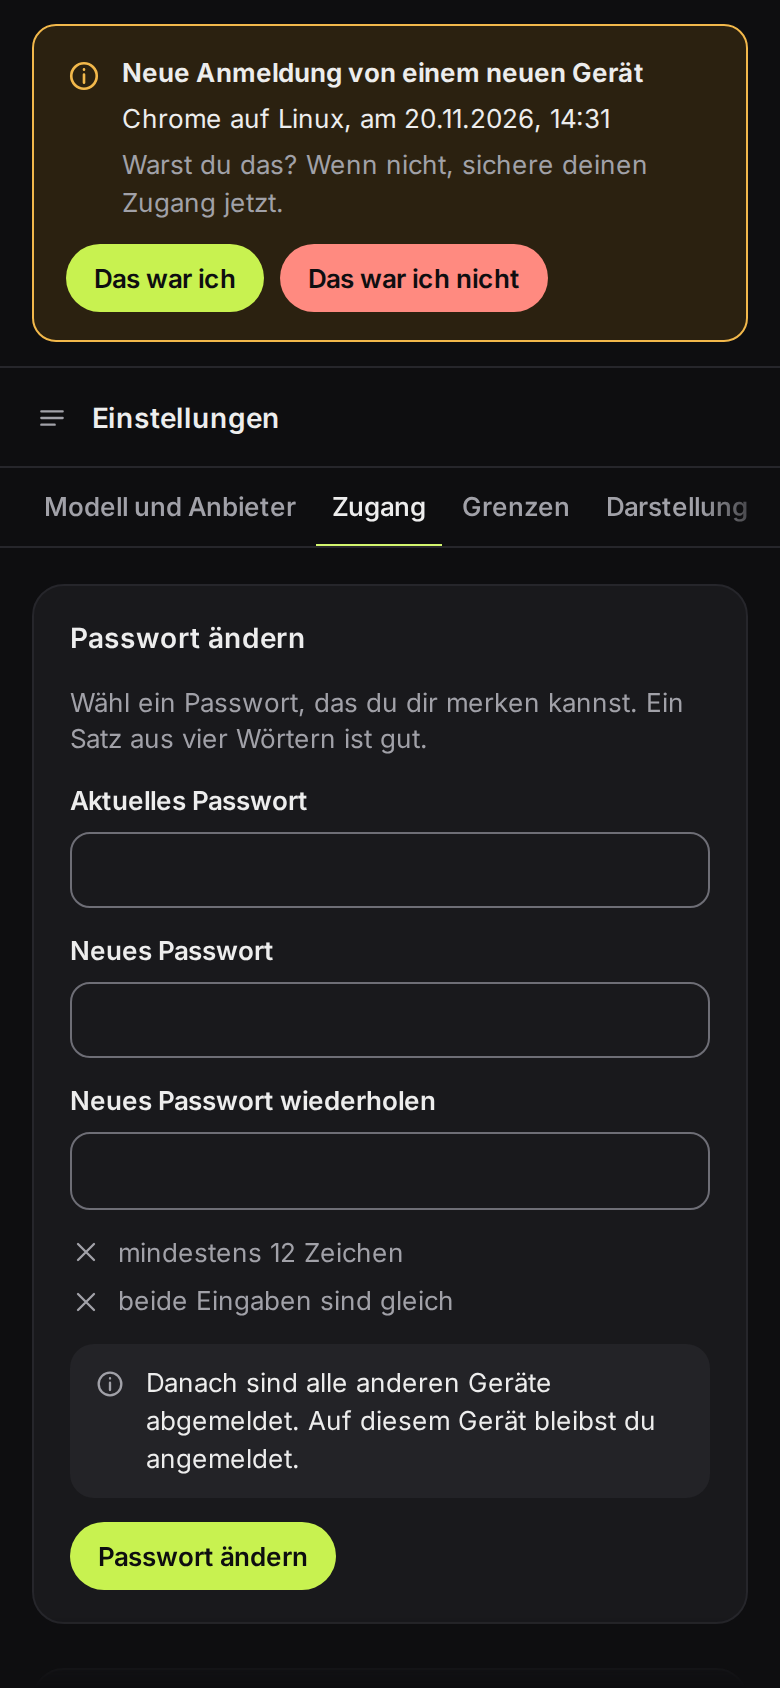 Neue Anmeldung von einem neuen Gerät
Chrome auf Linux, am 20.11.2026, 14:31
Warst du das? Wenn nicht, sichere deinen
Zugang jetzt.
Das war ich
Das war ich nicht
Einstellungen
Modell und Anbieter
Zugang
Grenzen
Darstellung
Passwort ändern
Wähl ein Passwort, das du dir merken kannst. Ein
Satz aus vier Wörtern ist gut.
Aktuelles Passwort
Neues Passwort
Neues Passwort wiederholen
mindestens 12 Zeichen
beide Eingaben sind gleich
Danach sind alle anderen Geräte
abgemeldet. Auf diesem Gerät bleibst du
angemeldet.
Passwort ändern